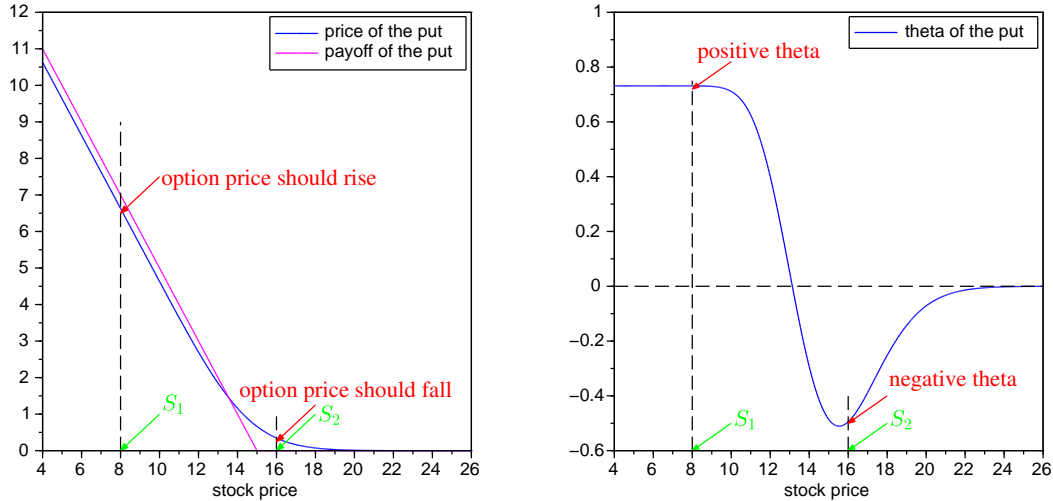 12
11
10
9
8
7
6
5
4
3
2
1
0
price of the put
payoff of the put
option price should rise
option price should fall
S1
S2
4 6 8 10 12 14 16 18 20 22 24 26
stock price
1
0.8
0.6
0.4
0.2
0
−0.2
−0.4
−0.6
theta of the put
positive theta
negative theta
S1
S2
4 6 8 10 12 14 16 18 20 22 24 26
stock price